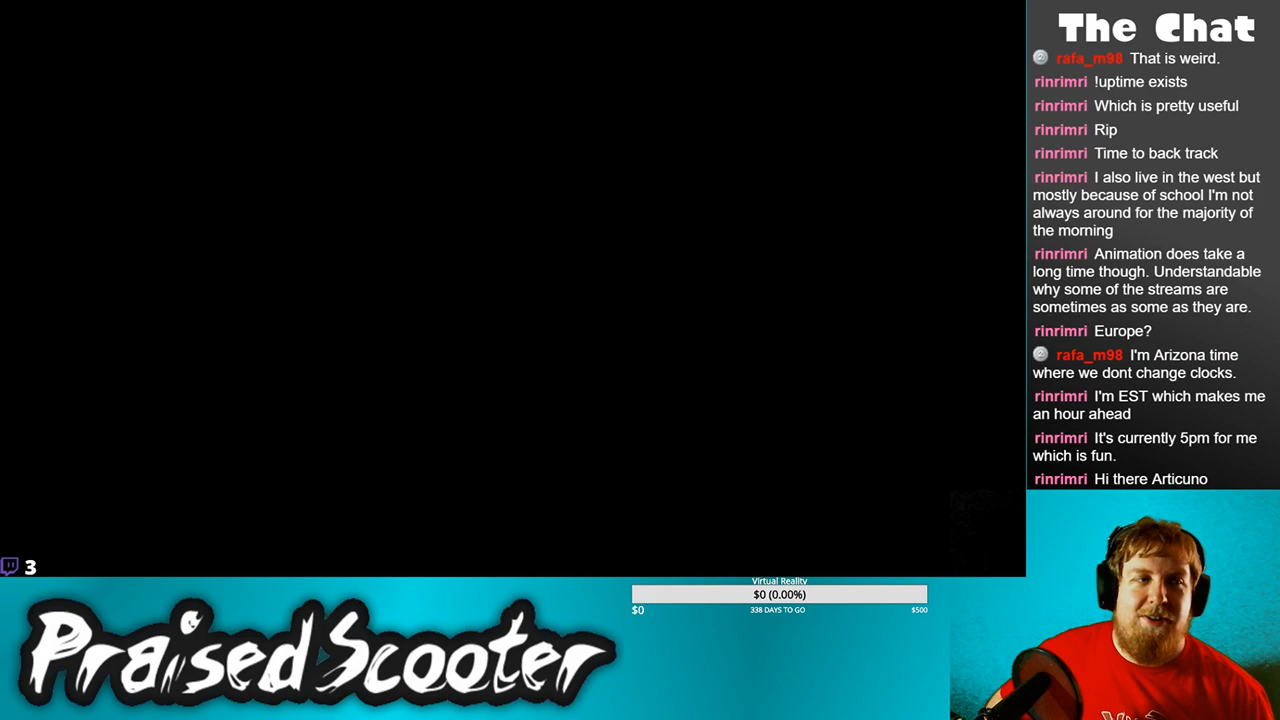 The Chat
rafa_m98 That is weird.
rinrimri !uptime exists
rinrimri Which is pretty useful
rinrimri Rip
rinrimri Time to back track
rinrimri I also live in the west but
mostly because of school I'm not
always around for the majority of
the morning
rinrimri Animation does take a
long time though. Understandable
why some of the streams are
sometimes as some as they are.
rinrimri Europe?
rafa_m98 I'm Arizona time
where we dont change clocks.
rinrimri I'm EST which makes me
an hour ahead
rinrimri It's currently 5pm for me
which is fun.
rinrimri Hi there Articuno
3
Virtual Reality
$0 (0.00%)
$0 338 DAYS TO GO $500
PraisedScooter